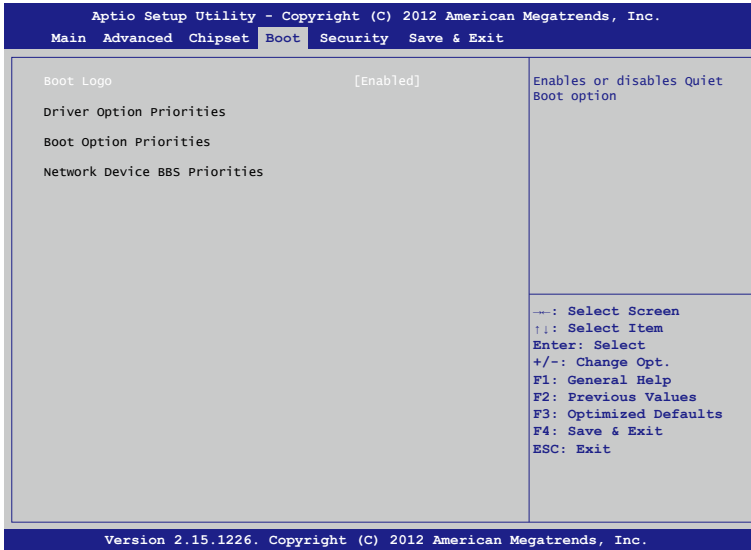 Aptio Setup Utility - Copyright (C) 2012 American Megatrends, Inc.
Main Advanced Chipset Boot Security Save & Exit
Boot Logo [Enabled]
Driver Option Priorities
Boot Option Priorities
Network Device BBS Priorities
Enables or disables Quiet
Boot option
→←: Select Screen
↑↓: Select Item
Enter: Select
+/-: Change Opt.
F1: General Help
F2: Previous Values
F3: Optimized Defaults
F4: Save & Exit
ESC: Exit
Version 2.15.1226. Copyright (C) 2012 American Megatrends, Inc.